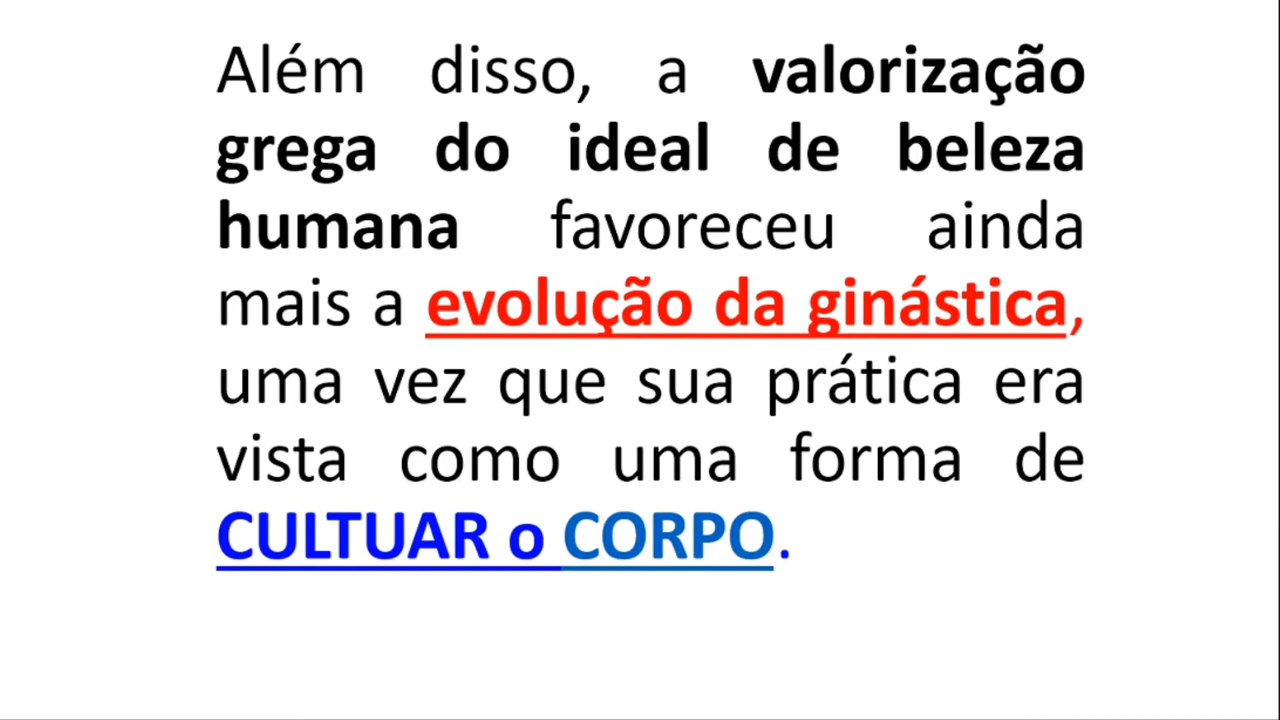 Além disso, a valorização
grega do ideal de beleza
humana favoreceu ainda
mais a evolução da ginástica,
uma vez que sua prática era
vista como uma forma de
CULTUAR o CORPO.